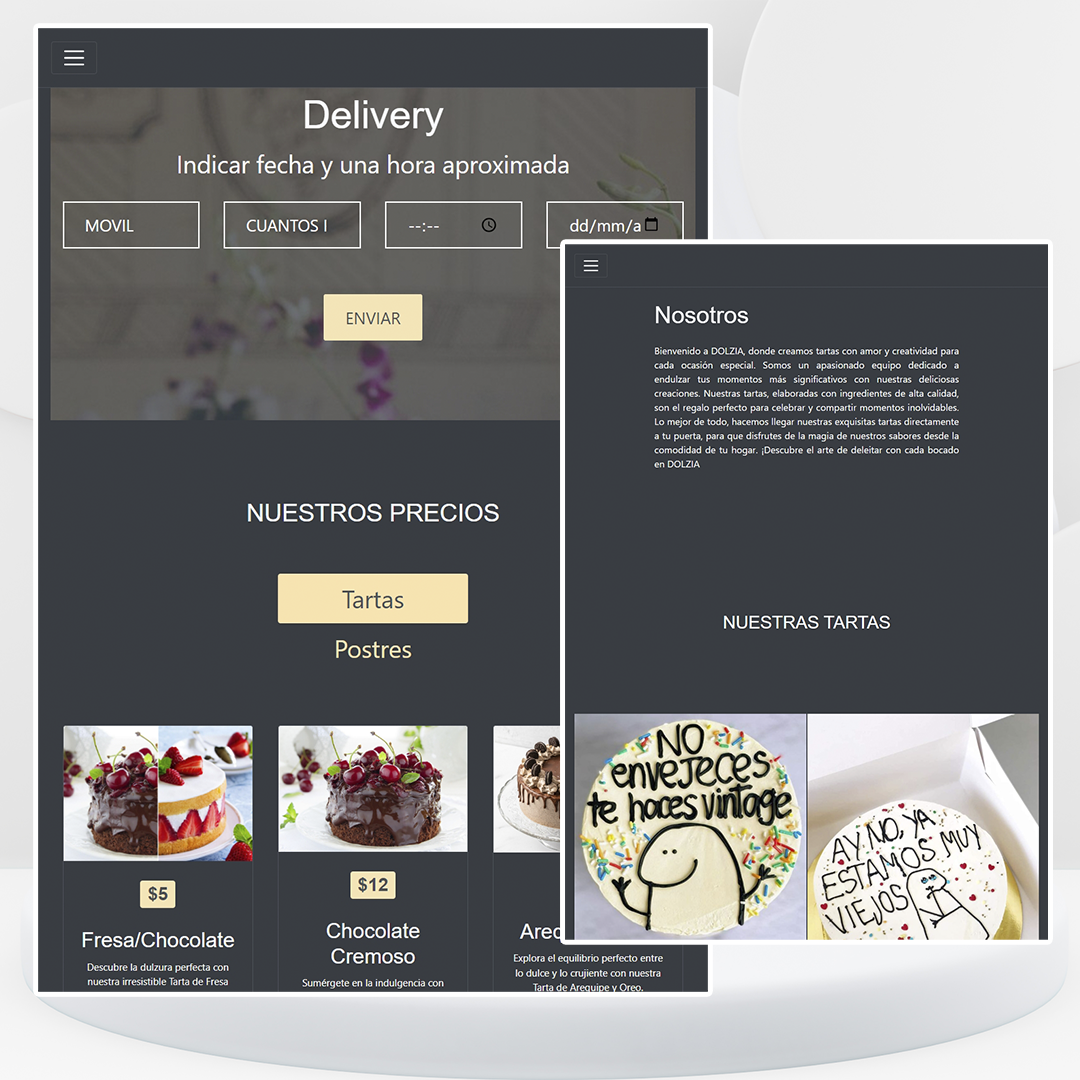 Delivery
Indicar fecha y una hora aproximada
MOVIL
CUANTOS
--:--
dd/mm/a
ENVIAR
NUESTROS PRECIOS
Tartas
Postres
$5
Fresa/Chocolate
Descubre la dulzura perfecta con
nuestra irresistible Tarta de Fresa
$12
Chocolate
Cremoso
Sumérgete en la indulgencia con
Explora el equilibrio perfecto entre
lo dulce y lo crujiente con nuestra
Tarta de Arequipe y Oreo.
Nosotros
Bienvenido a DOLZIA, donde creamos tartas con amor y creatividad para
cada ocasión especial. Somos un apasionado equipo dedicado a
endulzar tus momentos más significativos con nuestras deliciosas
creaciones. Nuestras tartas, elaboradas con ingredientes de alta calidad,
son el regalo perfecto para celebrar y compartir momentos inolvidables.
Lo mejor de todo, hacemos llegar nuestras exquisitas tartas directamente
a tu puerta, para que disfrutes de la magia de nuestros sabores desde la
comodidad de tu hogar. ¡Descubre el arte de deleitar con cada bocado
en DOLZIA
NUESTRAS TARTAS
NO
envejeces
te haces vintage
AY NO, YA
ESTAMOS MUY
VIEJOS